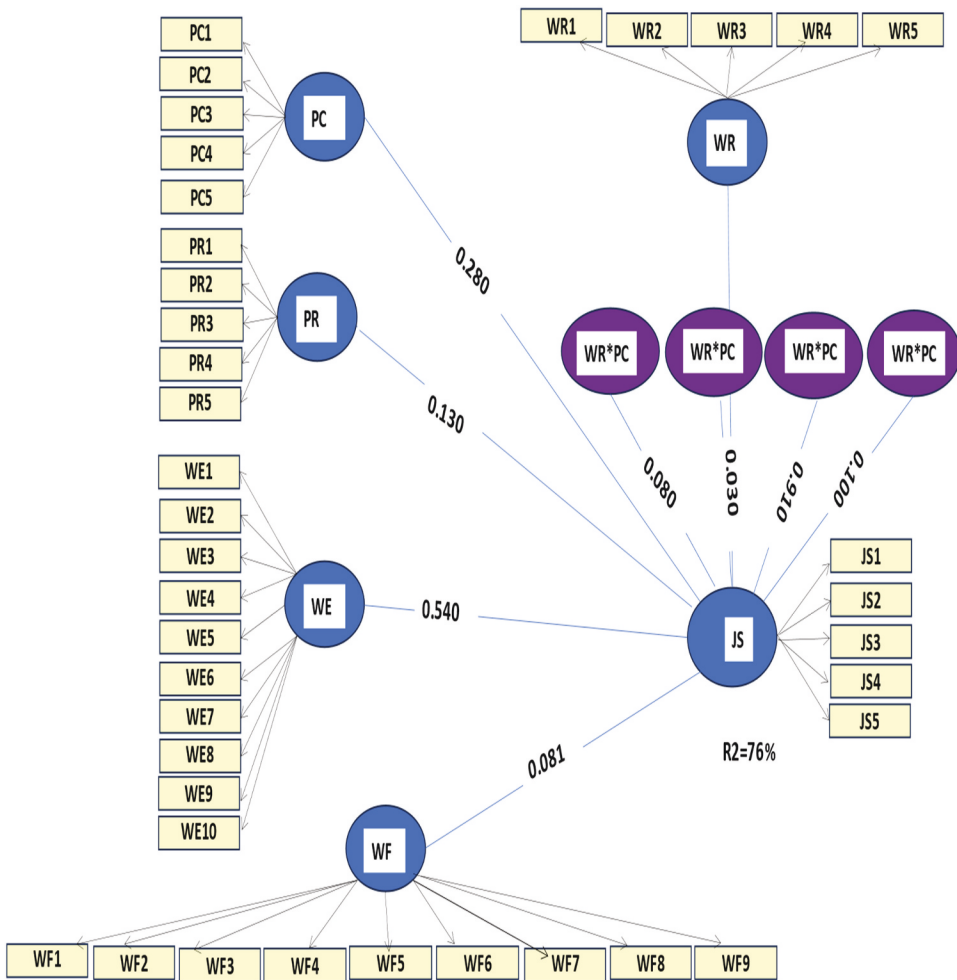 PC1
PC2
PC3
PC4
PC5
PC
WR1
WR2
WR3
WR4
WR5
WR
PR1
PR2
PR3
PR4
PR5
PR
0.280
0.130
WR*PC
WR*PC
WR*PC
WR*PC
0.080
0.030
0.910
0.100
WE1
WE2
WE3
WE4
WE5
WE6
WE7
WE8
WE9
WE10
WE
0.540
JS
JS1
JS2
JS3
JS4
JS5
R2=76%
0.081
WF
WF1
WF2
WF3
WF4
WF5
WF6
WF7
WF8
WF9